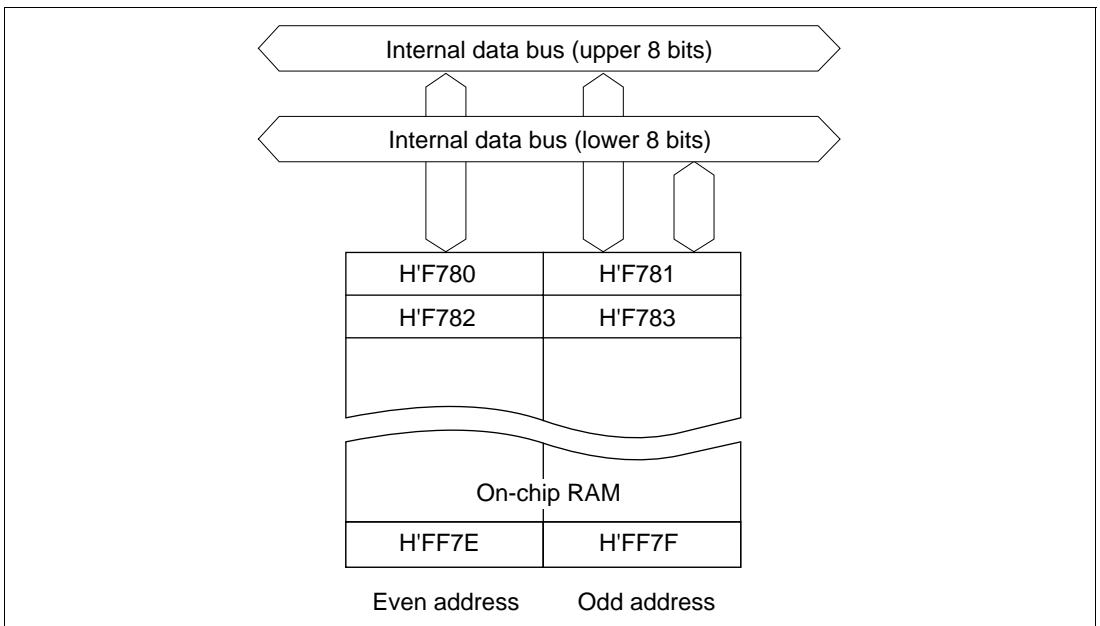 Internal data bus (upper 8 bits)
Internal data bus (lower 8 bits)
H'F780 H'F781
H'F782 H'F783
On-chip RAM
H'FF7E H'FF7F
Even address Odd address